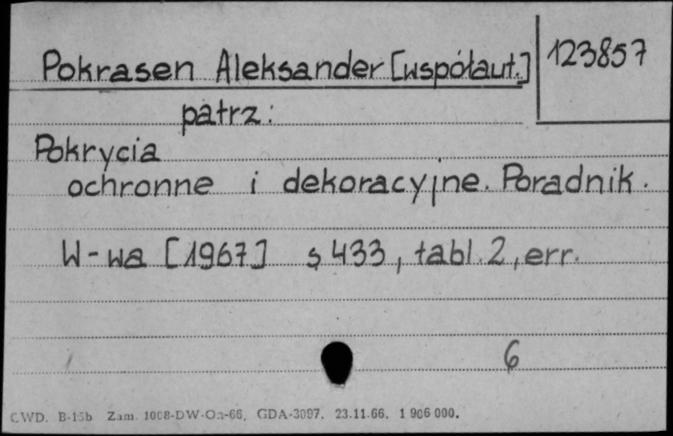 Pokrasen Aleksander [współaut.] 123857
patrz:
Pokrycia
ochronne i dekoracyjne. Poradnik.
W-wa [1967] s 433, tabl. 2, err.
6
CWD. B-15b Zam. 1008-DW-On-66. GDA-3097. 23.11.66. 1 906 000.